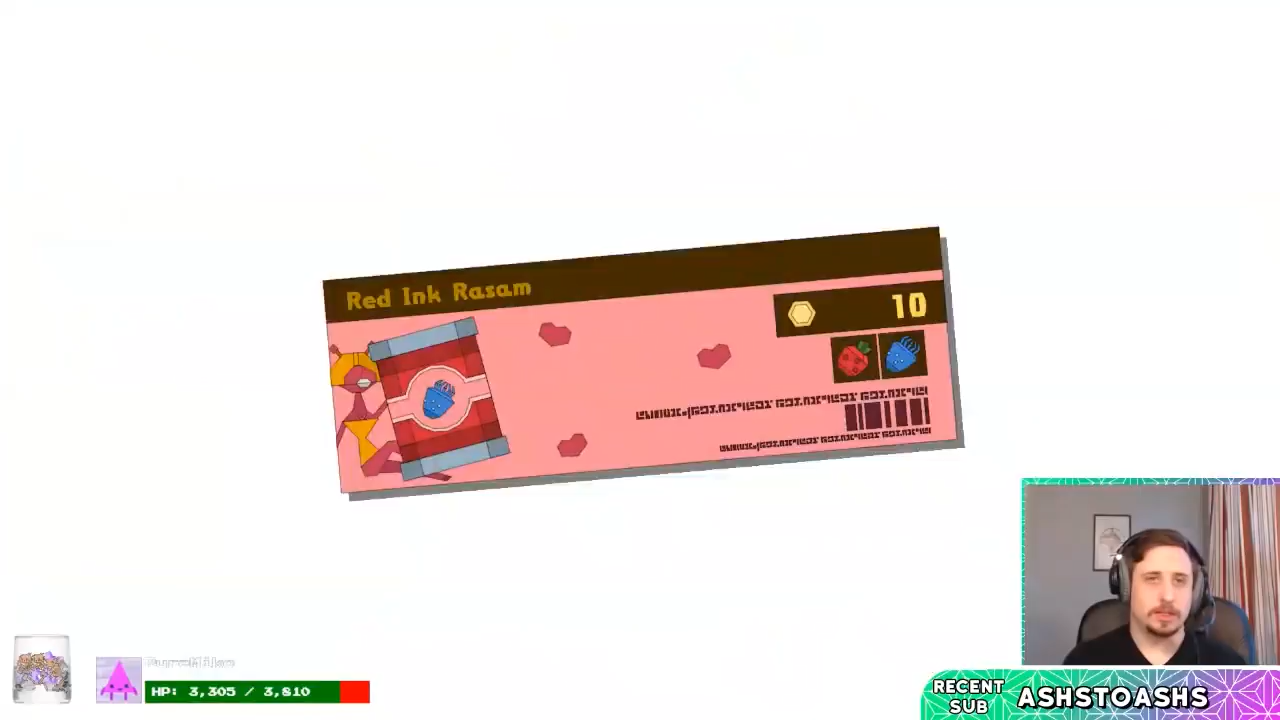 Red Ink Rasam
10
HP: 3,305 / 3,810
RECENT
SUB
ASHSTOASHS